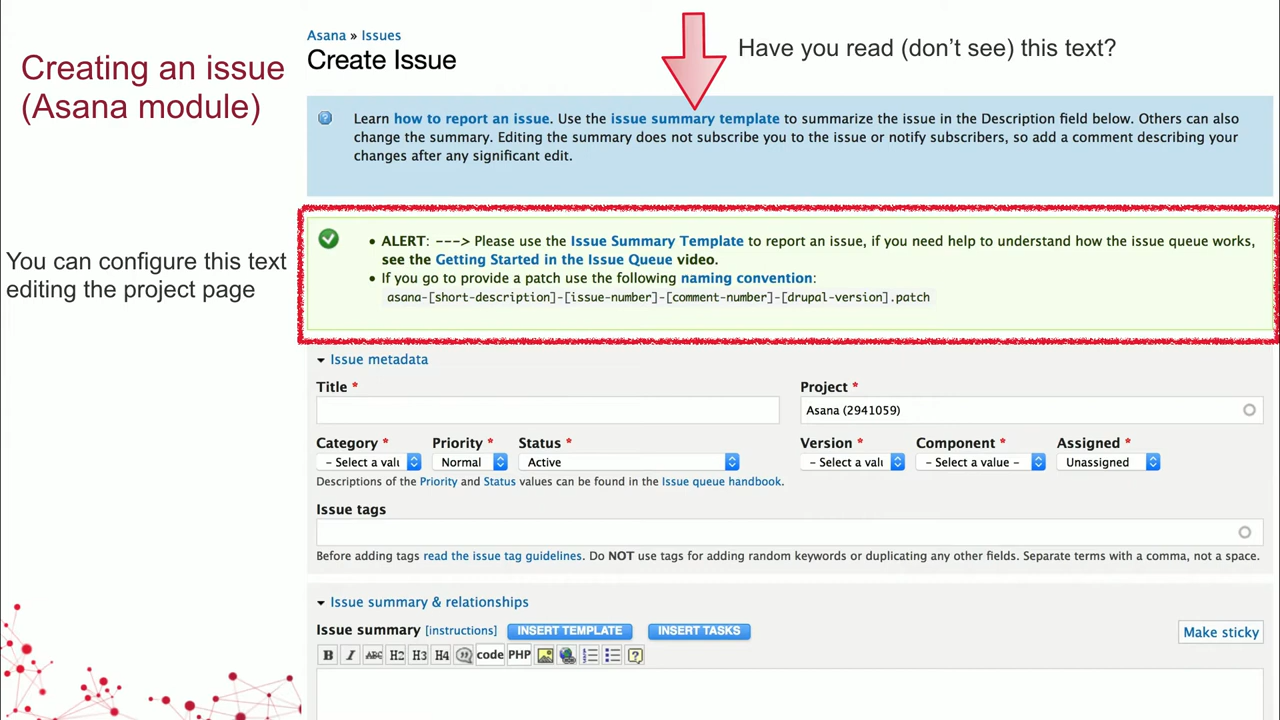 Creating an issue
(Asana module)
You can configure this text
editing the project page
Have you read (don't see) this text?
Asana » Issues
Create Issue
Learn how to report an issue. Use the issue summary template to summarize the issue in the Description field below. Others can also
change the summary. Editing the summary does not subscribe you to the issue or notify subscribers, so add a comment describing your
changes after any significant edit.
• ALERT: ---> Please use the Issue Summary Template to report an issue, if you need help to understand how the issue queue works,
see the Getting Started in the Issue Queue video.
• If you go to provide a patch use the following naming convention:
asana-[short-description]-[issue-number]-[comment-number]-[drupal-version].patch
Issue metadata
Title * Project *
Asana (2941059)
Category * Priority * Status * Version * Component * Assigned *
- Select a valu Normal Active - Select a valu - Select a value - Unassigned
Descriptions of the Priority and Status values can be found in the Issue queue handbook.
Issue tags
Before adding tags read the issue tag guidelines. Do NOT use tags for adding random keywords or duplicating any other fields. Separate terms with a comma, not a space.
Issue summary & relationships
Issue summary [instructions] INSERT TEMPLATE INSERT TASKS Make sticky
B I ABC H2 H3 H4 code PHP